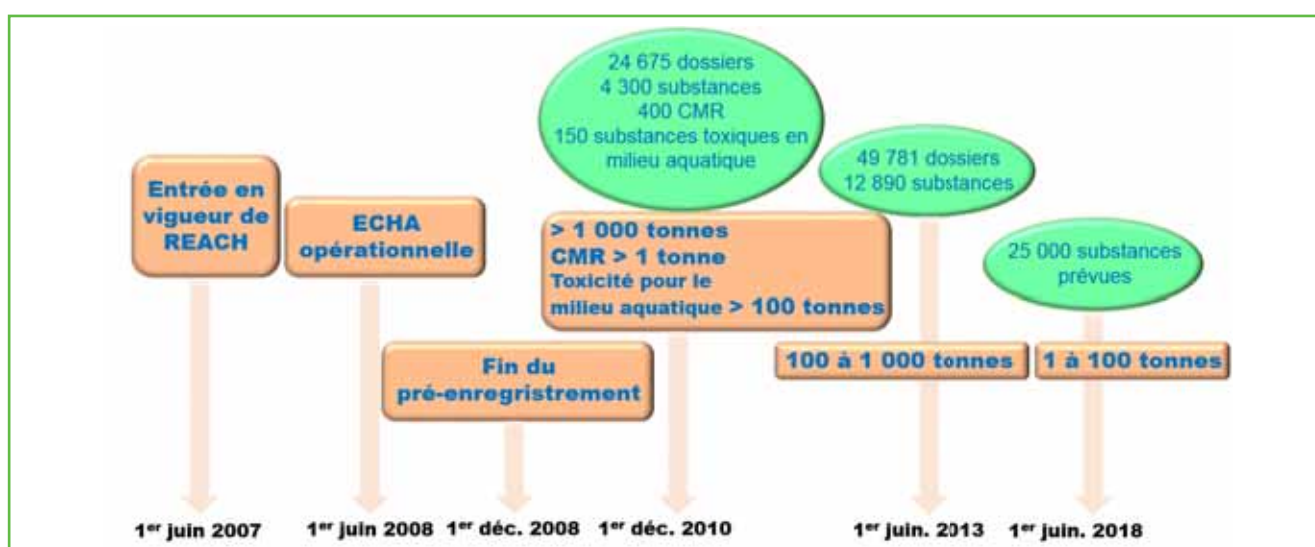 24 675 dossiers
4 300 substances
400 CMR
150 substances toxiques en
milieu aquatique
49 781 dossiers
12 890 substances
25 000 substances
prévues
Entrée en
vigueur de
REACH
ECHA
opérationnelle
> 1 000 tonnes
CMR > 1 tonne
Toxicité pour le
milieu aquatique > 100 tonnes
Fin du
pré-enregristrement
100 à 1 000 tonnes
1 à 100 tonnes
1er juin 2007
1er juin 2008
1er déc. 2008
1er déc. 2010
1er juin. 2013
1er juin. 2018